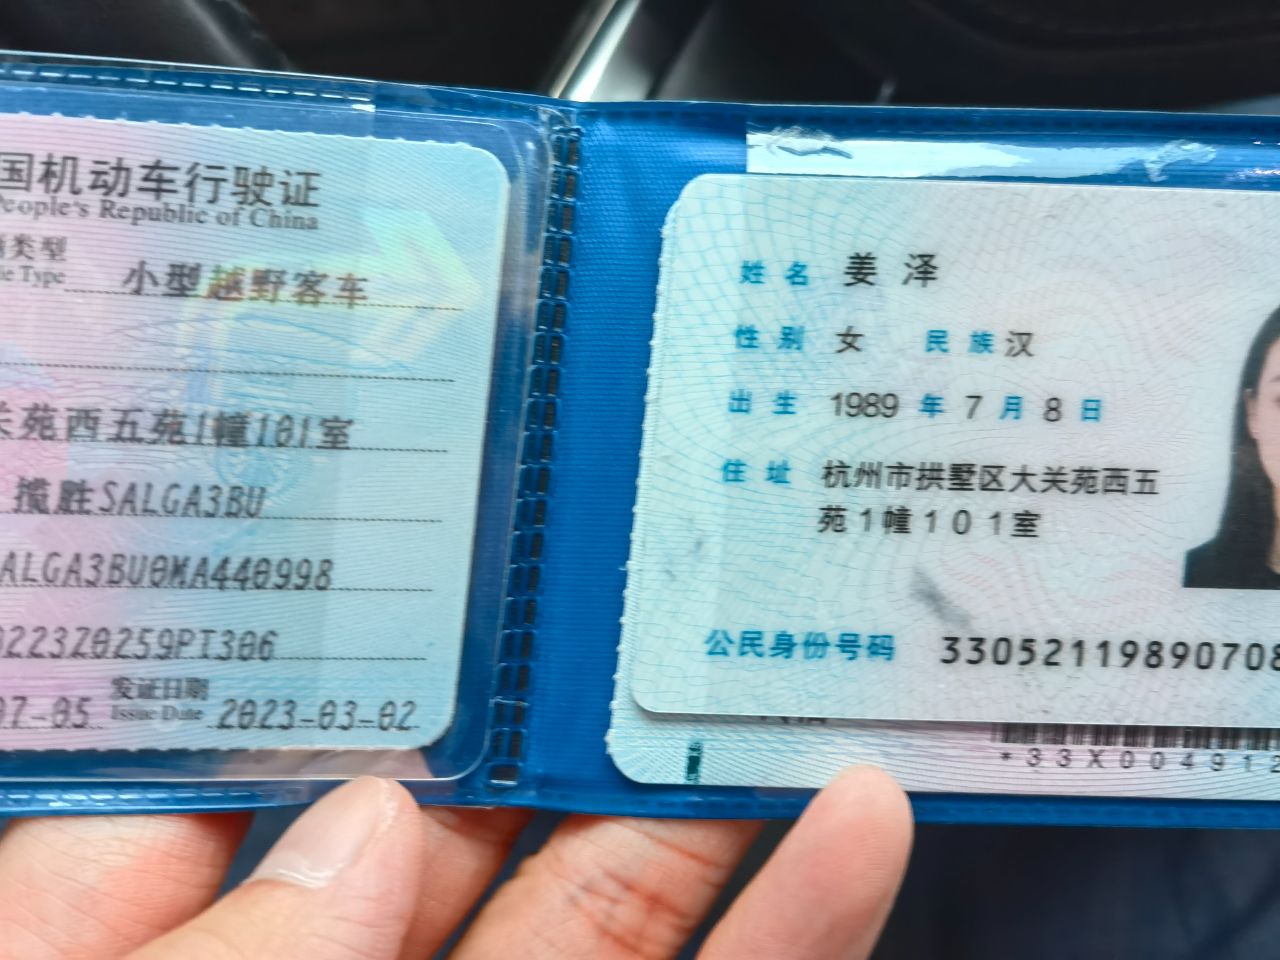 国机动车行驶证
People's Republic of China
类型
Type 小型越野客车
关苑西五苑1幢101室
揽胜SALGA3BU
ALGA3BU0MA440998
0223Z0259PT306
07-05 发证日期 Issue Date 2023-03-02
姓名 姜泽
性别 女 民族 汉
出生 1989 年 7 月 8 日
住址 杭州市拱墅区大关苑西五
苑1幢101室
公民身份号码 33052119890708
*33X004912